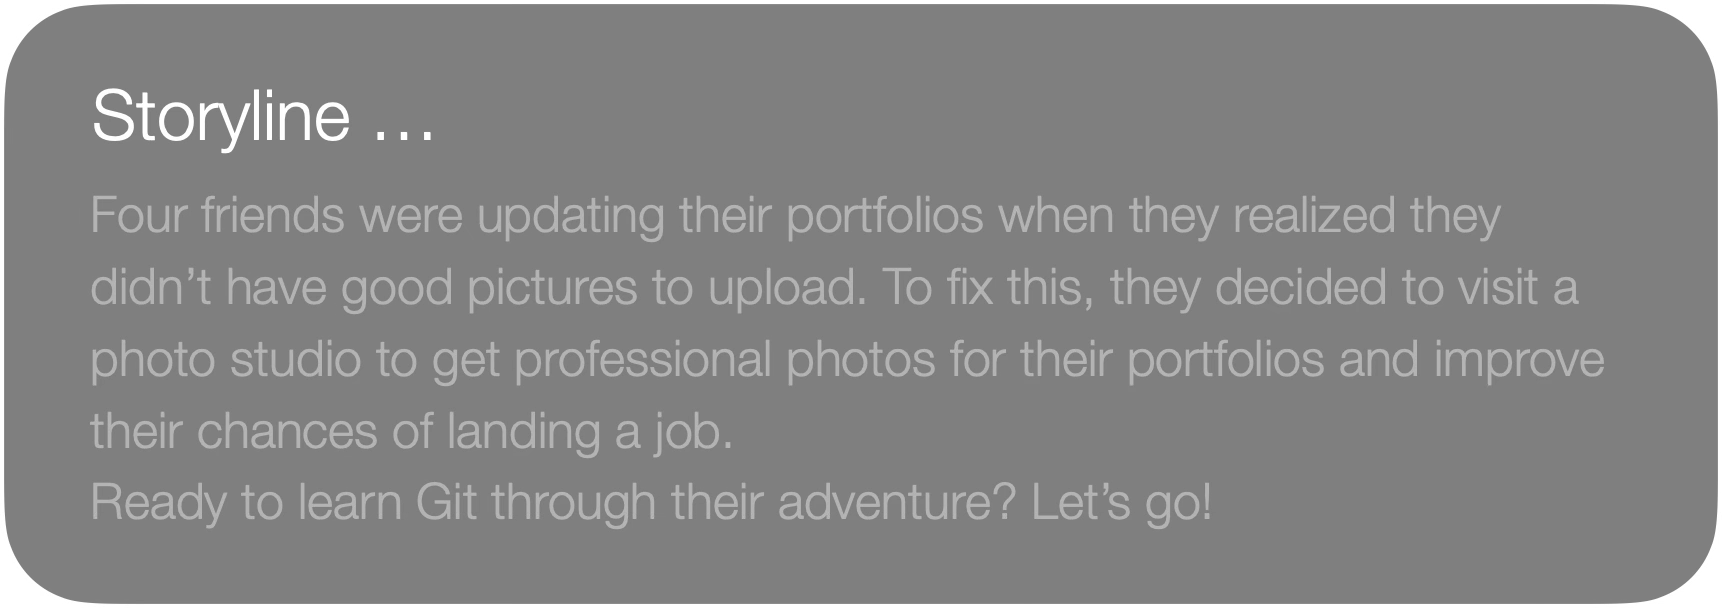 Storyline ...
Four friends were updating their portfolios when they realized they
didn’t have good pictures to upload. To fix this, they decided to visit a
photo studio to get professional photos for their portfolios and improve
their chances of landing a job.
Ready to learn Git through their adventure? Let’s go!